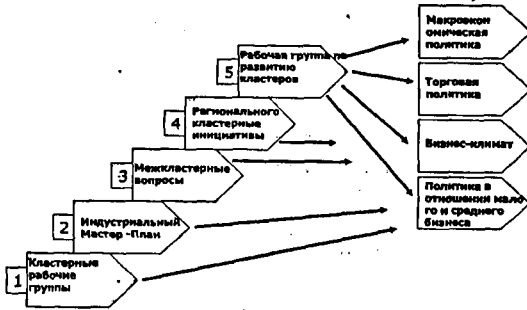 Макроэкон
омическая
политика
5
Рабочая группа по
развитию
кластеров
Торговая
политика
4
Регионального
кластерные
инициативы
Бизнес-климат
3
Межкластерные
вопросы
Политика в
отношении мало
го и среднего
бизнеса
2
Индустриальный
Мастер -План
1
Кластерные
рабочие
группы